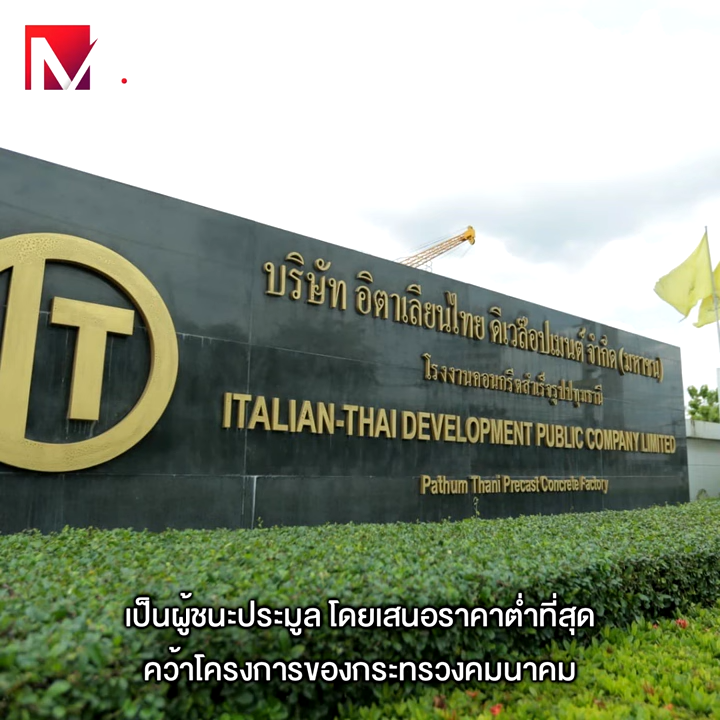 M
IT
บริษัท อิตาเลียนไทย ดีเวล๊อปเมนต์ จำกัด (มหาชน)
โรงงานคอนกรีตสำเร็จรูปปทุมธานี
ITALIAN-THAI DEVELOPMENT PUBLIC COMPANY LIMITED
Pathum Thani Precast Concrete Factory
เป็นผู้ชนะประมูล โดยเสนอราคาต่ำที่สุด
คว้าโครงการของกระทรวงคมนาคม